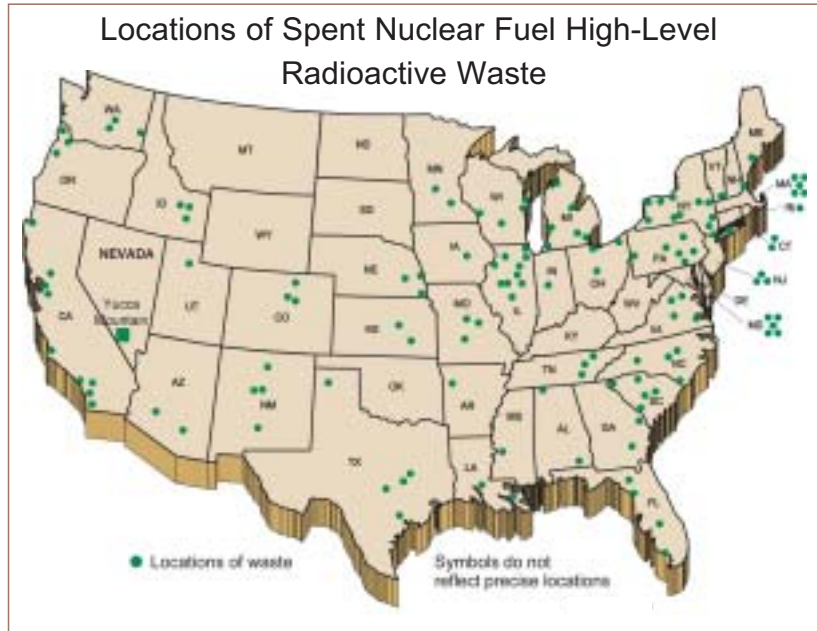 Locations of Spent Nuclear Fuel High-Level
Radioactive Waste
WA
MT
ND
MN
ME
VT
NH
OR
ID
SD
WI
MI
NY
MA
RI
WY
IA
CT
NEVADA
NE
PA
NJ
UT
CO
IL
IN
OH
WV
DE
Yucca
Mountain
CA
KS
MO
KY
VA
AZ
NM
OK
TN
NC
AR
SC
MS
AL
GA
TX
LA
FL
Locations of waste
Symbols do not
reflect precise locations